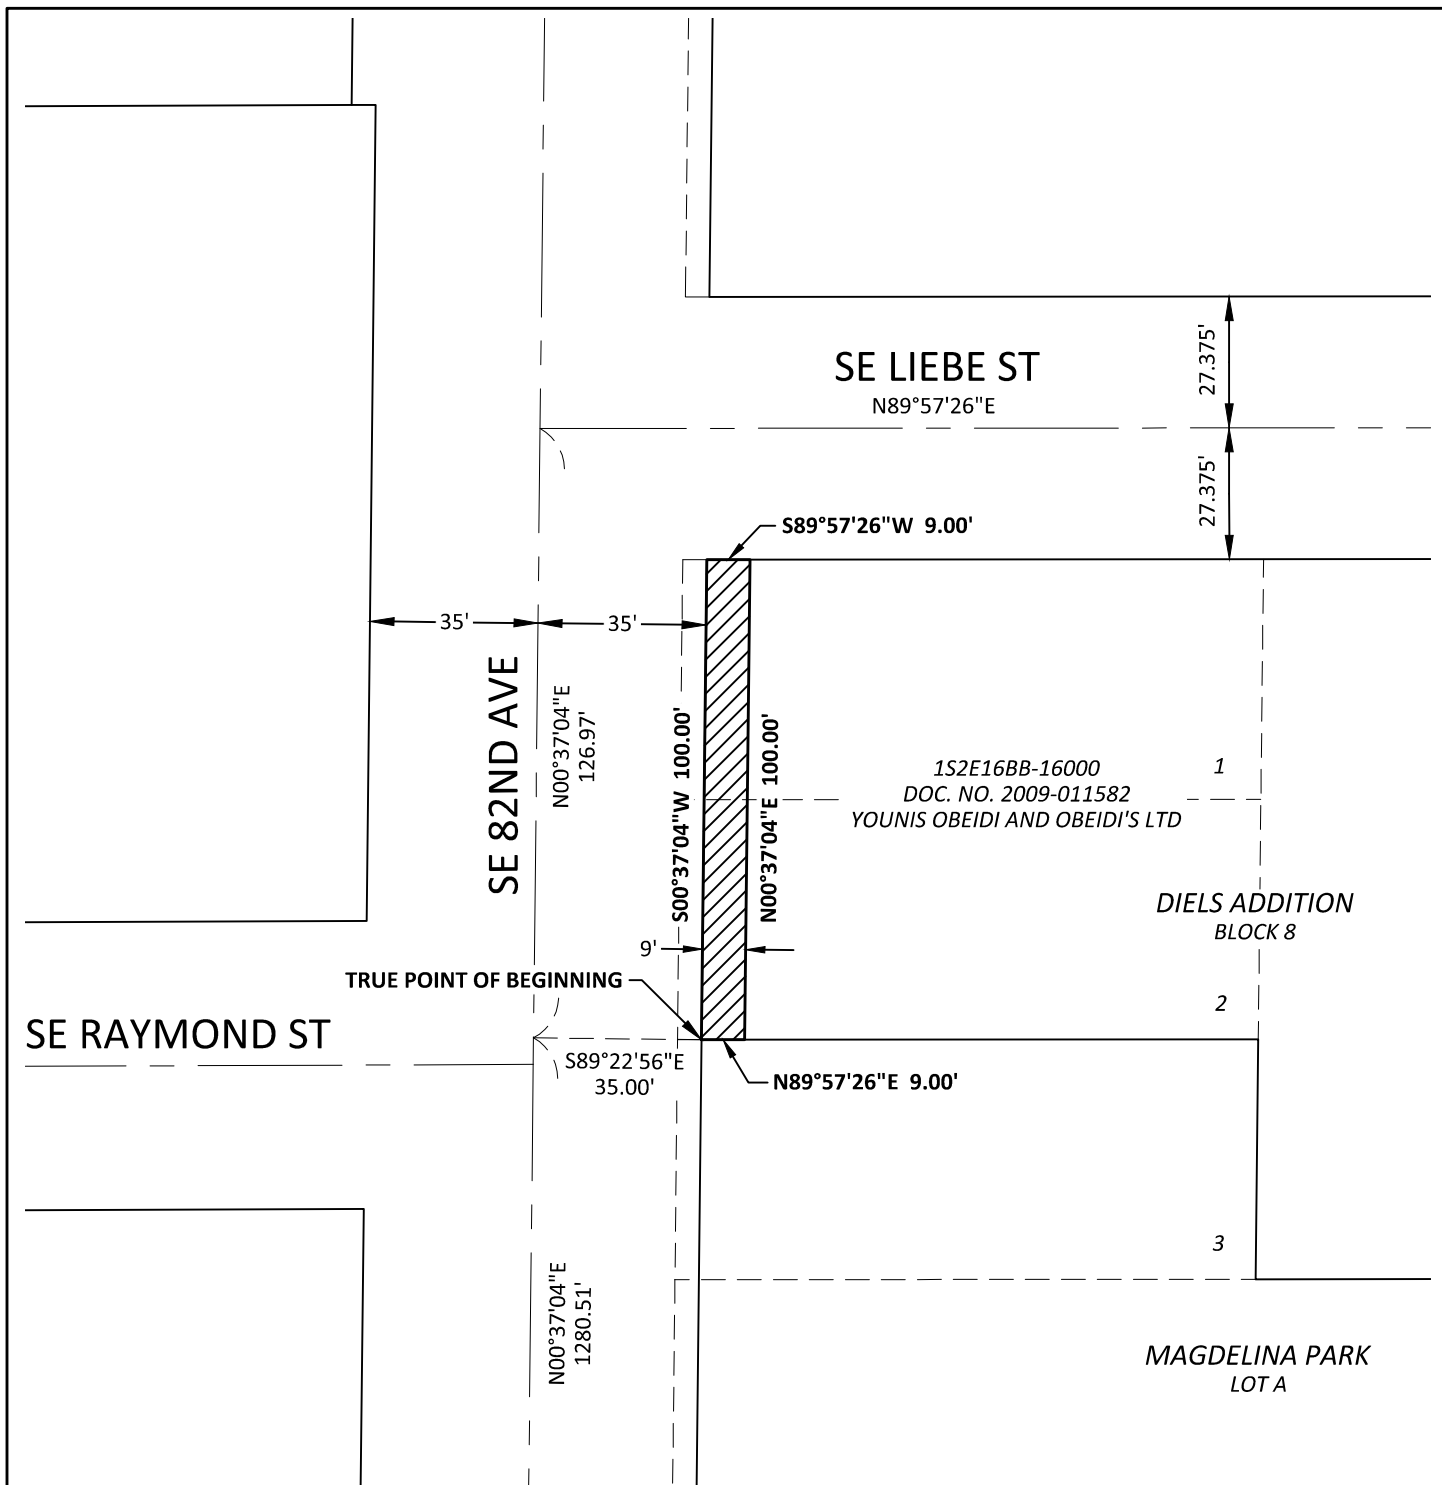 SE LIEBE ST
N89°57'26"E
27.375'
27.375'
S89°57'26"W 9.00'
35'
35'
SE 82ND AVE
N00°37'04"E
126.97'
S00°37'04"W 100.00'
N00°37'04"E 100.00'
1S2E16BB-16000
DOC. NO. 2009-011582
YOUNIS OBEIDI AND OBEIDI'S LTD
1
DIELS ADDITION
BLOCK 8
9'
TRUE POINT OF BEGINNING
2
SE RAYMOND ST
S89°22'56"E
35.00'
N89°57'26"E 9.00'
3
N00°37'04"E
1280.51'
MAGDELINA PARK
LOT A